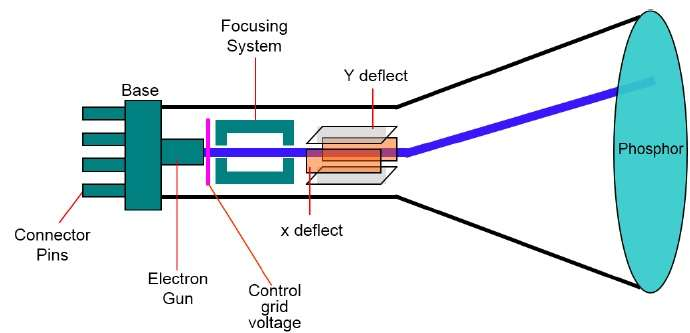 Focusing
System
Y deflect
Base
Phosphor
x deflect
Connector
Pins
Electron
Gun
Control
grid
voltage